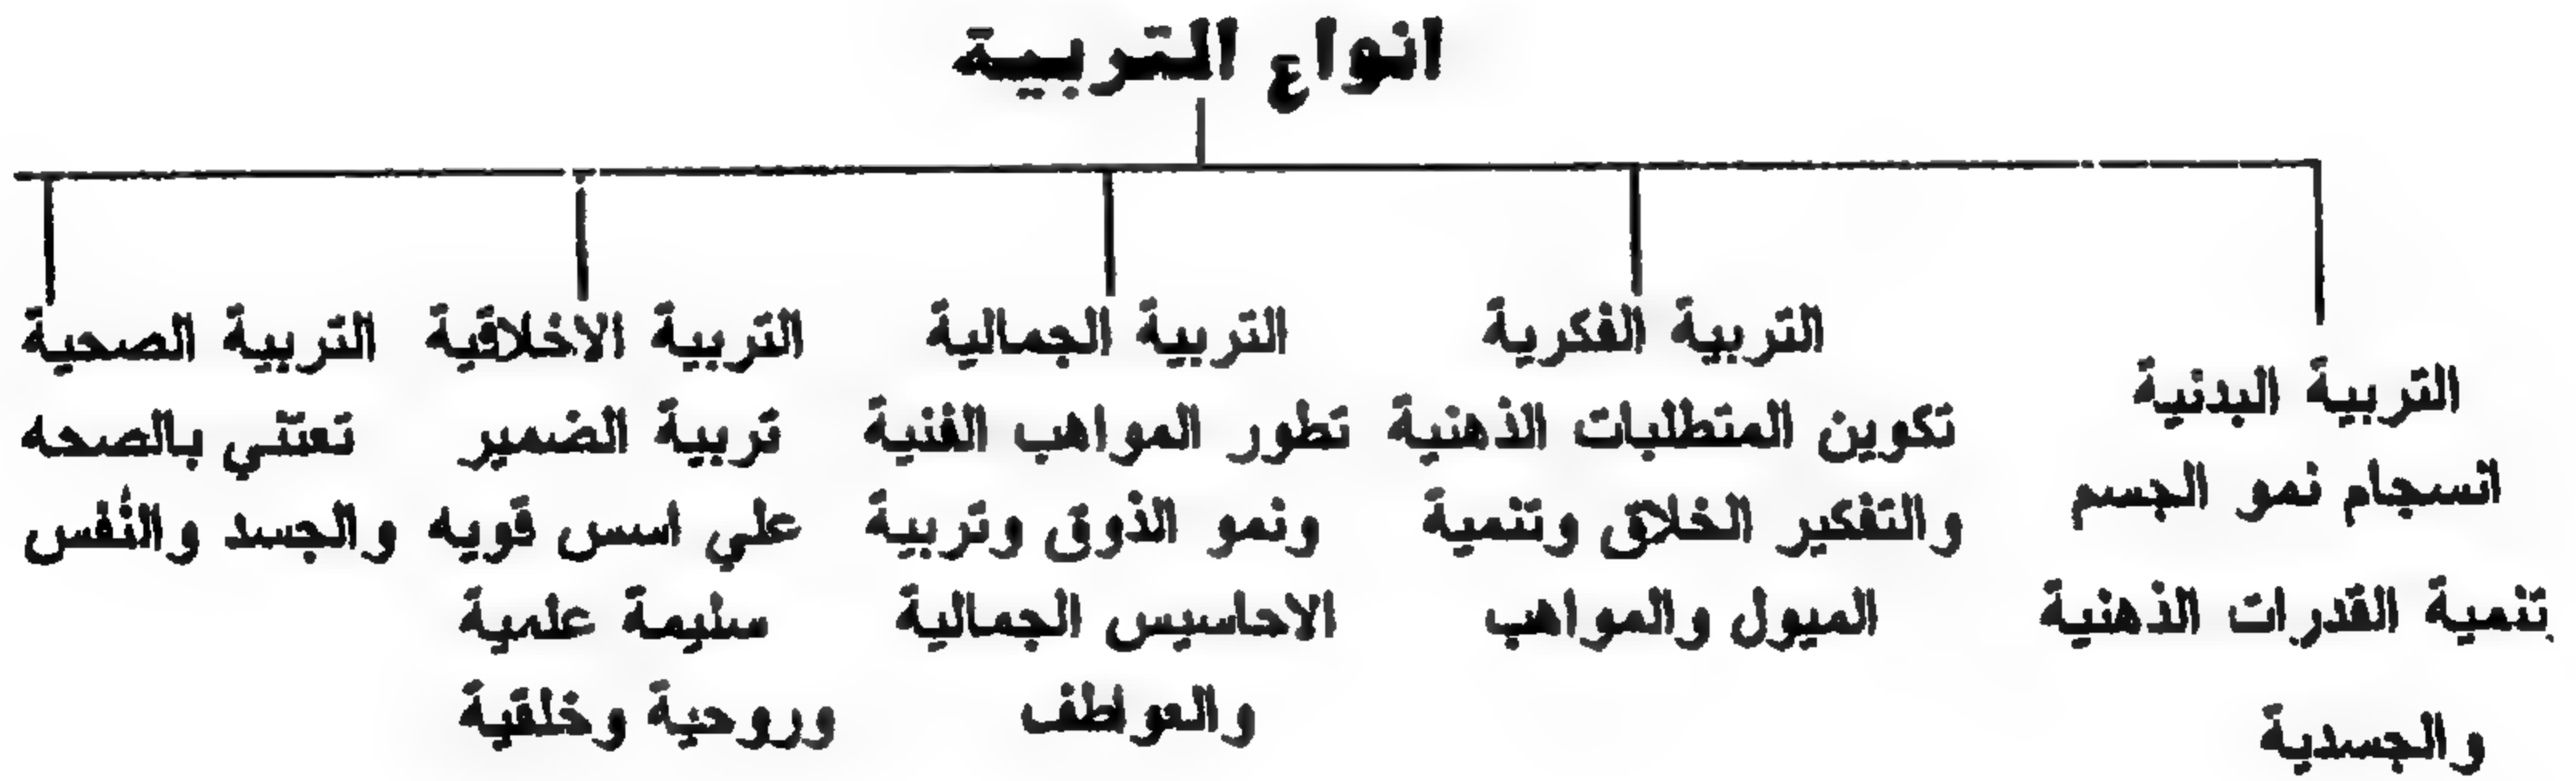 انواع التربية
التربية البدنية
انسجام نمو الجسم
تنمية القدرات الذهنية
والجسدية
التربية الفكرية
تكوين المتطلبات الذهنية
والتفكير الخلاق وتنمية
الميول والمواهب
التربية الجمالية
تطور المواهب الفنية
ونمو الذوق وتربية
الاحاسيس الجمالية
والعواطف
التربية الاخلاقية
تربية الضمير
علي اسس قويه
سليمة علمية
وروحية وخلقية
التربية الصحية
تعتني بالصحه
والجسد والنفس